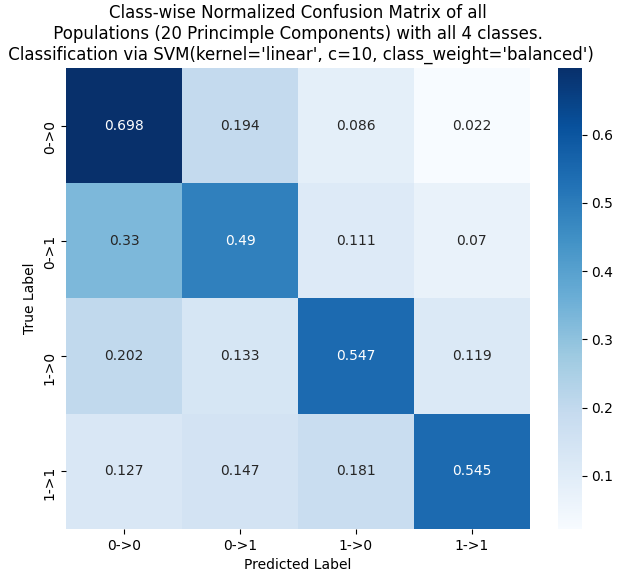 Class-wise Normalized Confusion Matrix of all
Populations (20 Princimple Components) with all 4 classes.
Classification via SVM(kernel='linear', c=10, class_weight='balanced')
True Label
0->0
0.698 0.194 0.086 0.022
0->1
0.33 0.49 0.111 0.07
1->0
0.202 0.133 0.547 0.119
1->1
0.127 0.147 0.181 0.545
0->0 0->1 1->0 1->1
Predicted Label
0.6
0.5
0.4
0.3
0.2
0.1